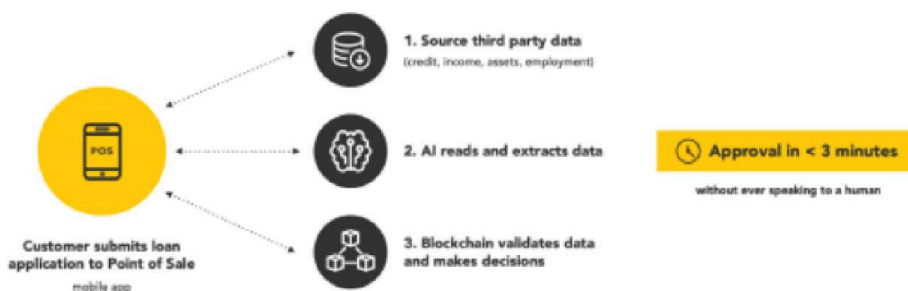 POS
Customer submits loan
application to Point of Sale
mobile app
1. Source third party data
(credit, income, assets, employment)
2. AI reads and extracts data
3. Blockchain validates data
and makes decisions
Approval in < 3 minutes
without ever speaking to a human